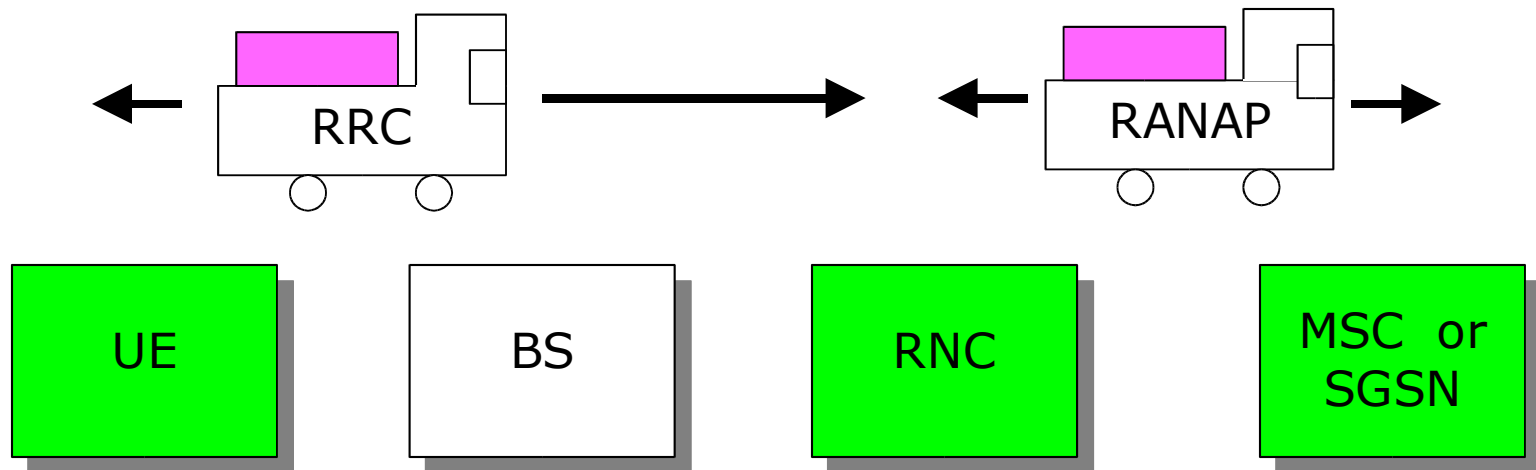 RRC
RANAP
UE
BS
RNC
MSC or
SGSN